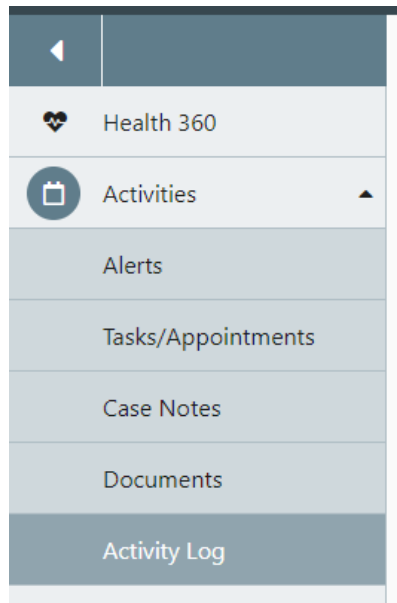 Health 360
Activities
Alerts
Tasks/Appointments
Case Notes
Documents
Activity Log